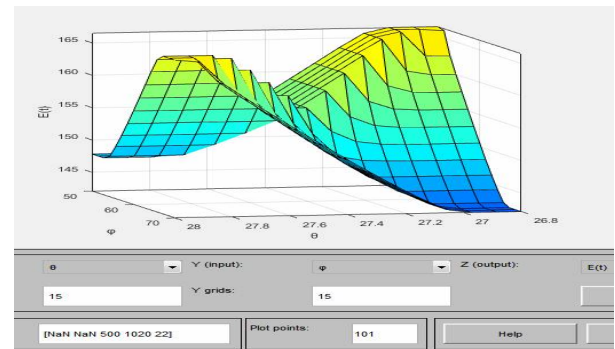 165
160
155
150
145
E(t)
50
60
70
φ
28
27.8
27.6
27.4
27.2
27
26.8
θ
θ Y (input): φ Z (output): E(t)
15 Y grids: 15
[NaN NaN 500 1020 22] Plot points: 101 Help